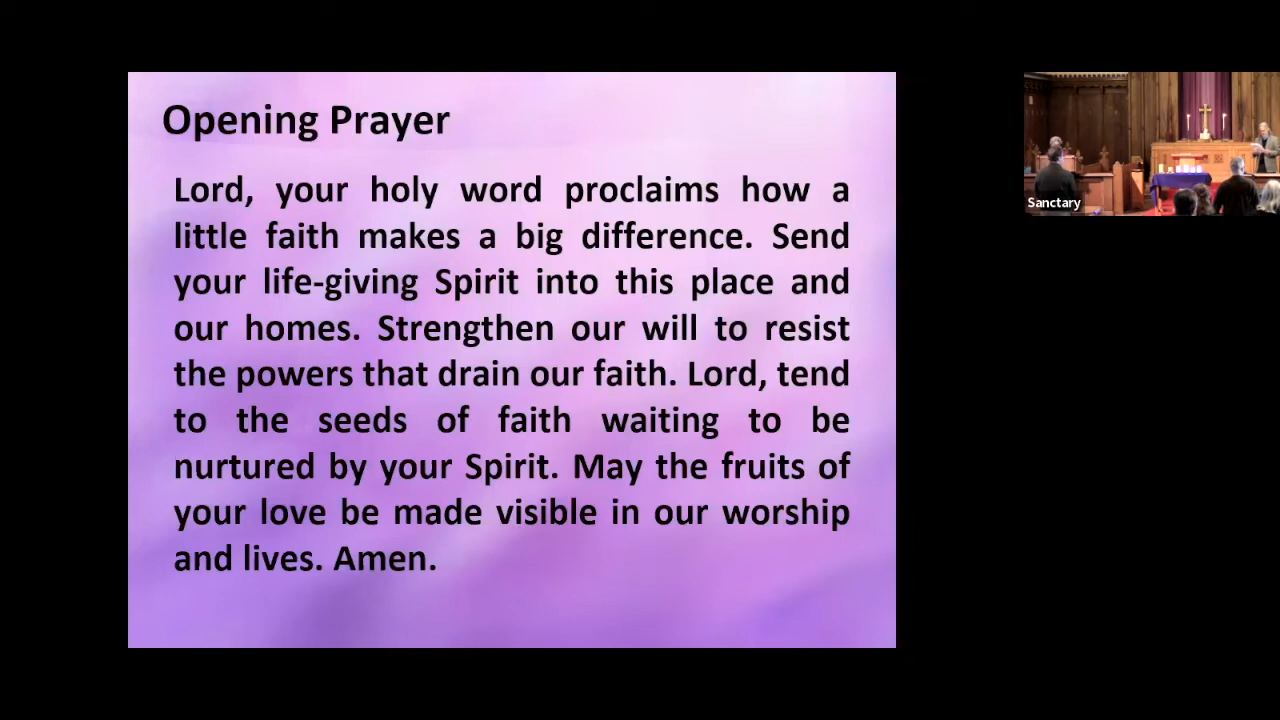 Opening Prayer
Lord, your holy word proclaims how a
little faith makes a big difference. Send
your life-giving Spirit into this place and
our homes. Strengthen our will to resist
the powers that drain our faith. Lord, tend
to the seeds of faith waiting to be
nurtured by your Spirit. May the fruits of
your love be made visible in our worship
and lives. Amen.
Sanctary